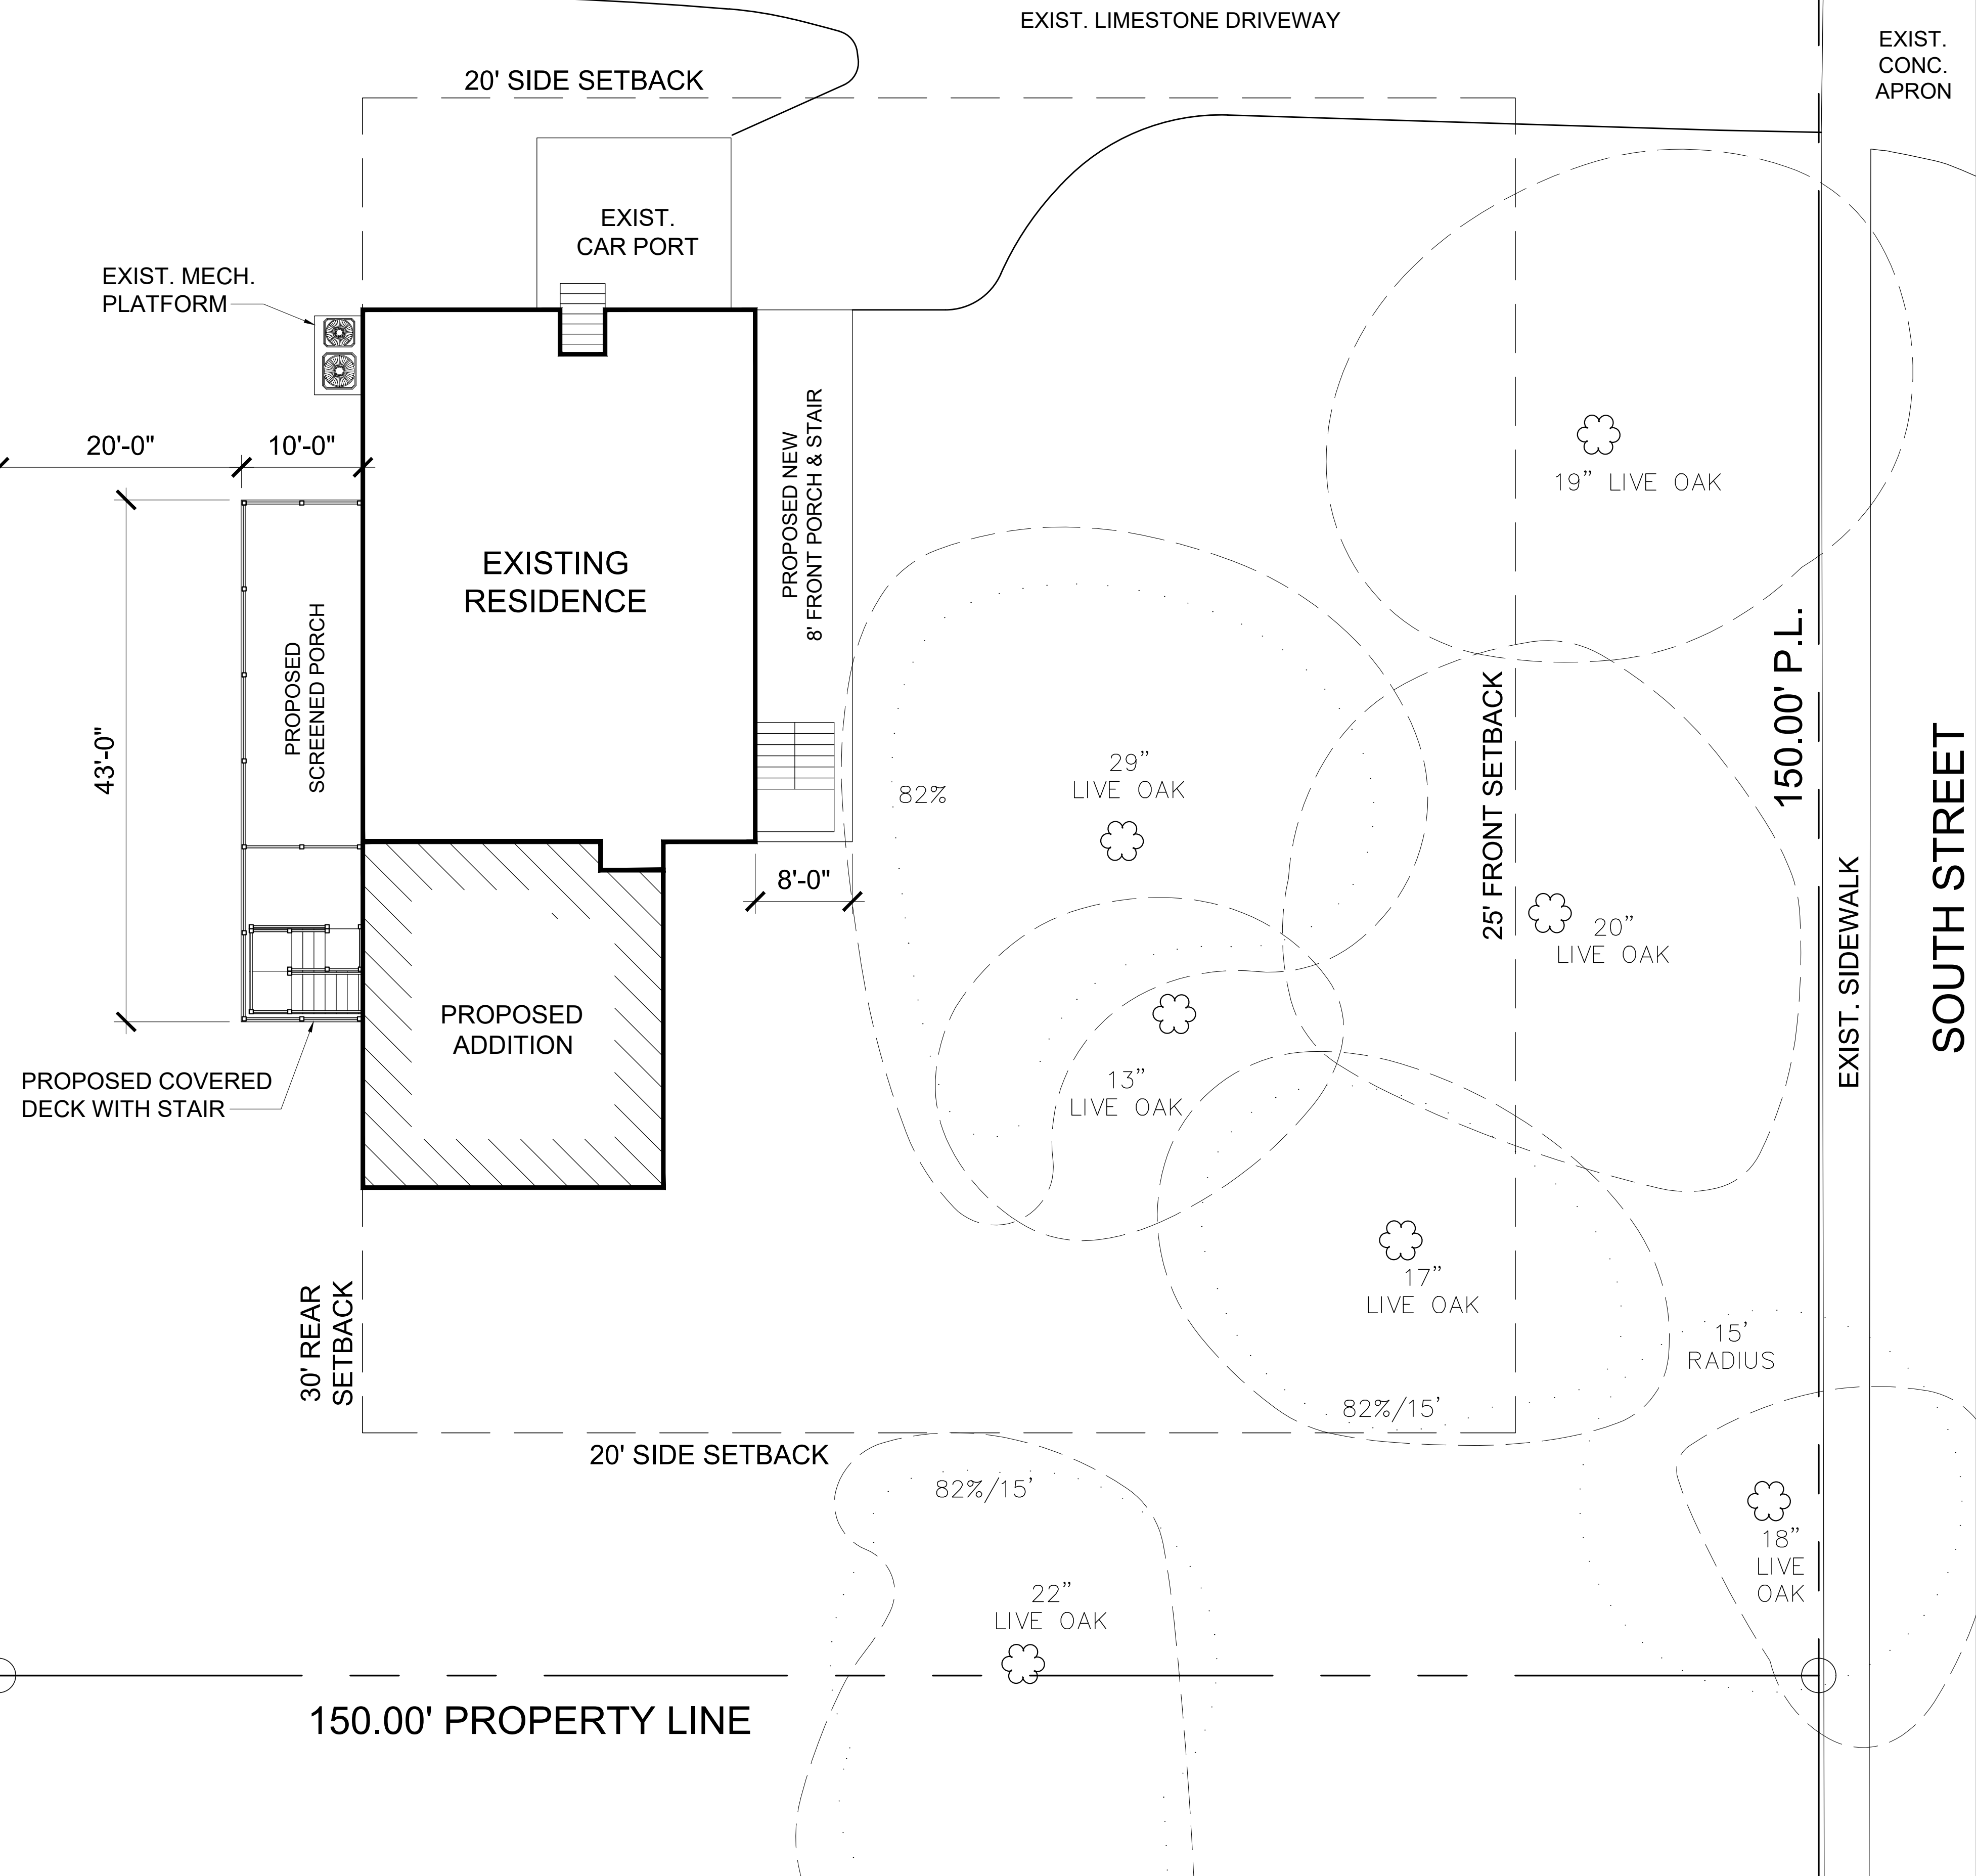 EXIST. LIMESTONE DRIVEWAY
EXIST.
CONC.
APRON
20' SIDE SETBACK
EXIST.
CAR PORT
EXIST. MECH.
PLATFORM
20'-0"
10'-0"
PROPOSED NEW
8' FRONT PORCH & STAIR
19” LIVE OAK
EXISTING
RESIDENCE
PROPOSED
SCREENED PORCH
43'-0"
150.00' P.L.
25' FRONT SETBACK
SOUTH STREET
EXIST. SIDEWALK
29”
LIVE OAK
82%
8'-0"
20”
LIVE OAK
PROPOSED
ADDITION
PROPOSED COVERED
DECK WITH STAIR
13”
LIVE OAK
17”
LIVE OAK
15'
RADIUS
30' REAR
SETBACK
82%/15'
20' SIDE SETBACK
82%/15'
18”
LIVE
OAK
22”
LIVE OAK
150.00' PROPERTY LINE